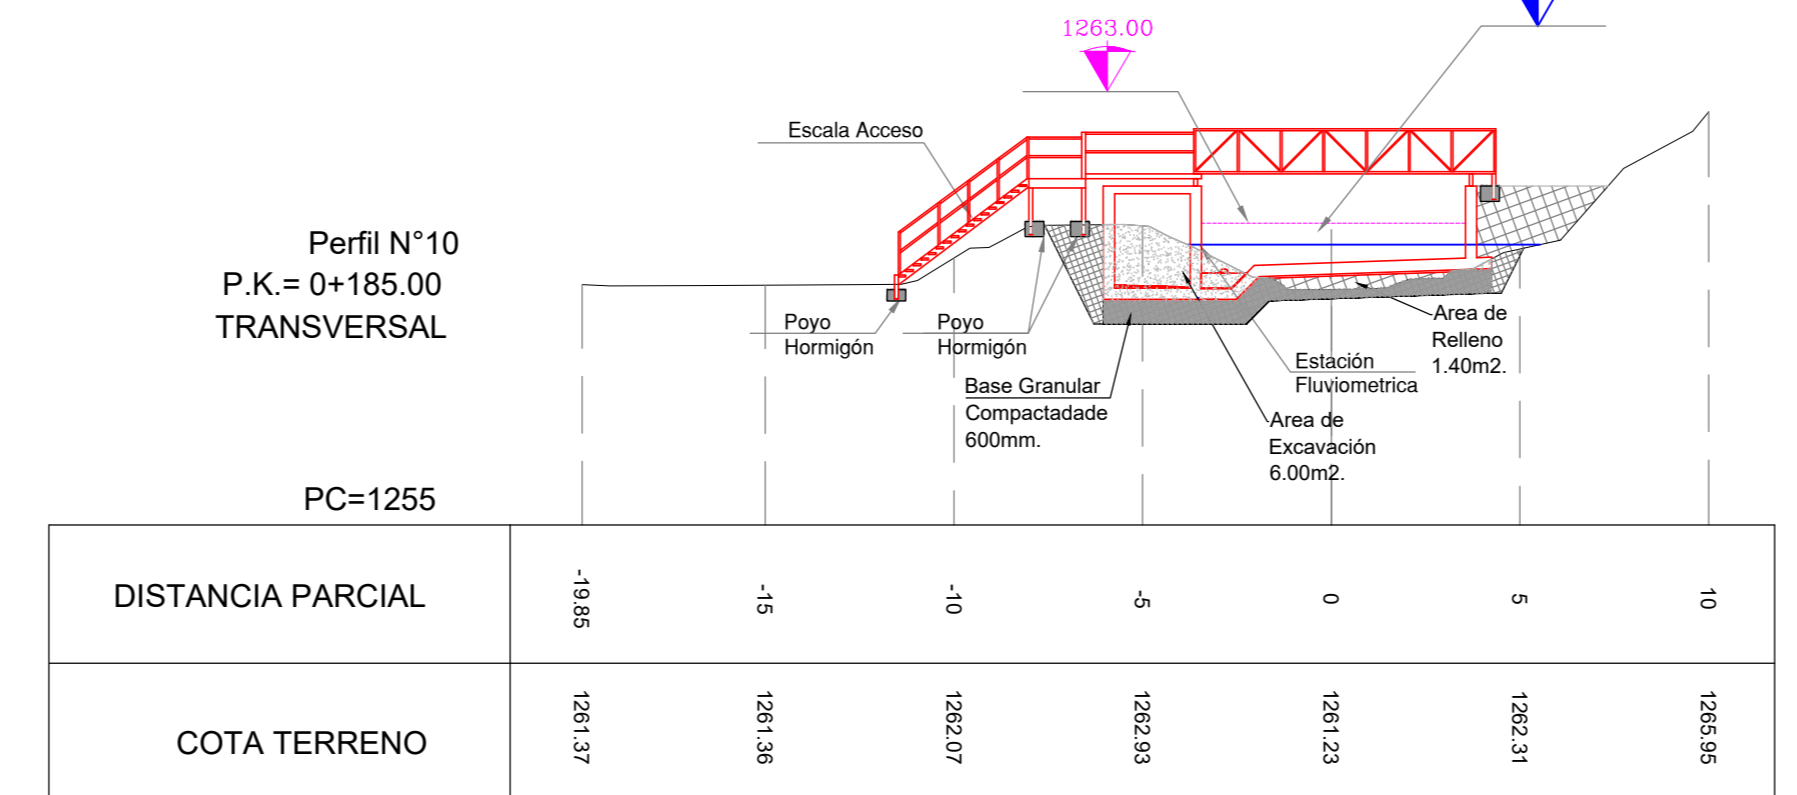 1263.00
Escala Acceso
Perfil N°10
P.K.= 0+185.00
TRANSVERSAL
Poyo
Hormigón
Poyo
Hormigón
Base Granular
Compactadade
600mm.
Area de
Relleno
1.40m2.
Estación
Fluviometrica
Area de
Excavación
6.00m2.
PC=1255
DISTANCIA PARCIAL
-19.85
-15
-10
-5
0
5
10
COTA TERRENO
1261.37
1261.36
1262.07
1262.93
1261.23
1262.31
1265.95